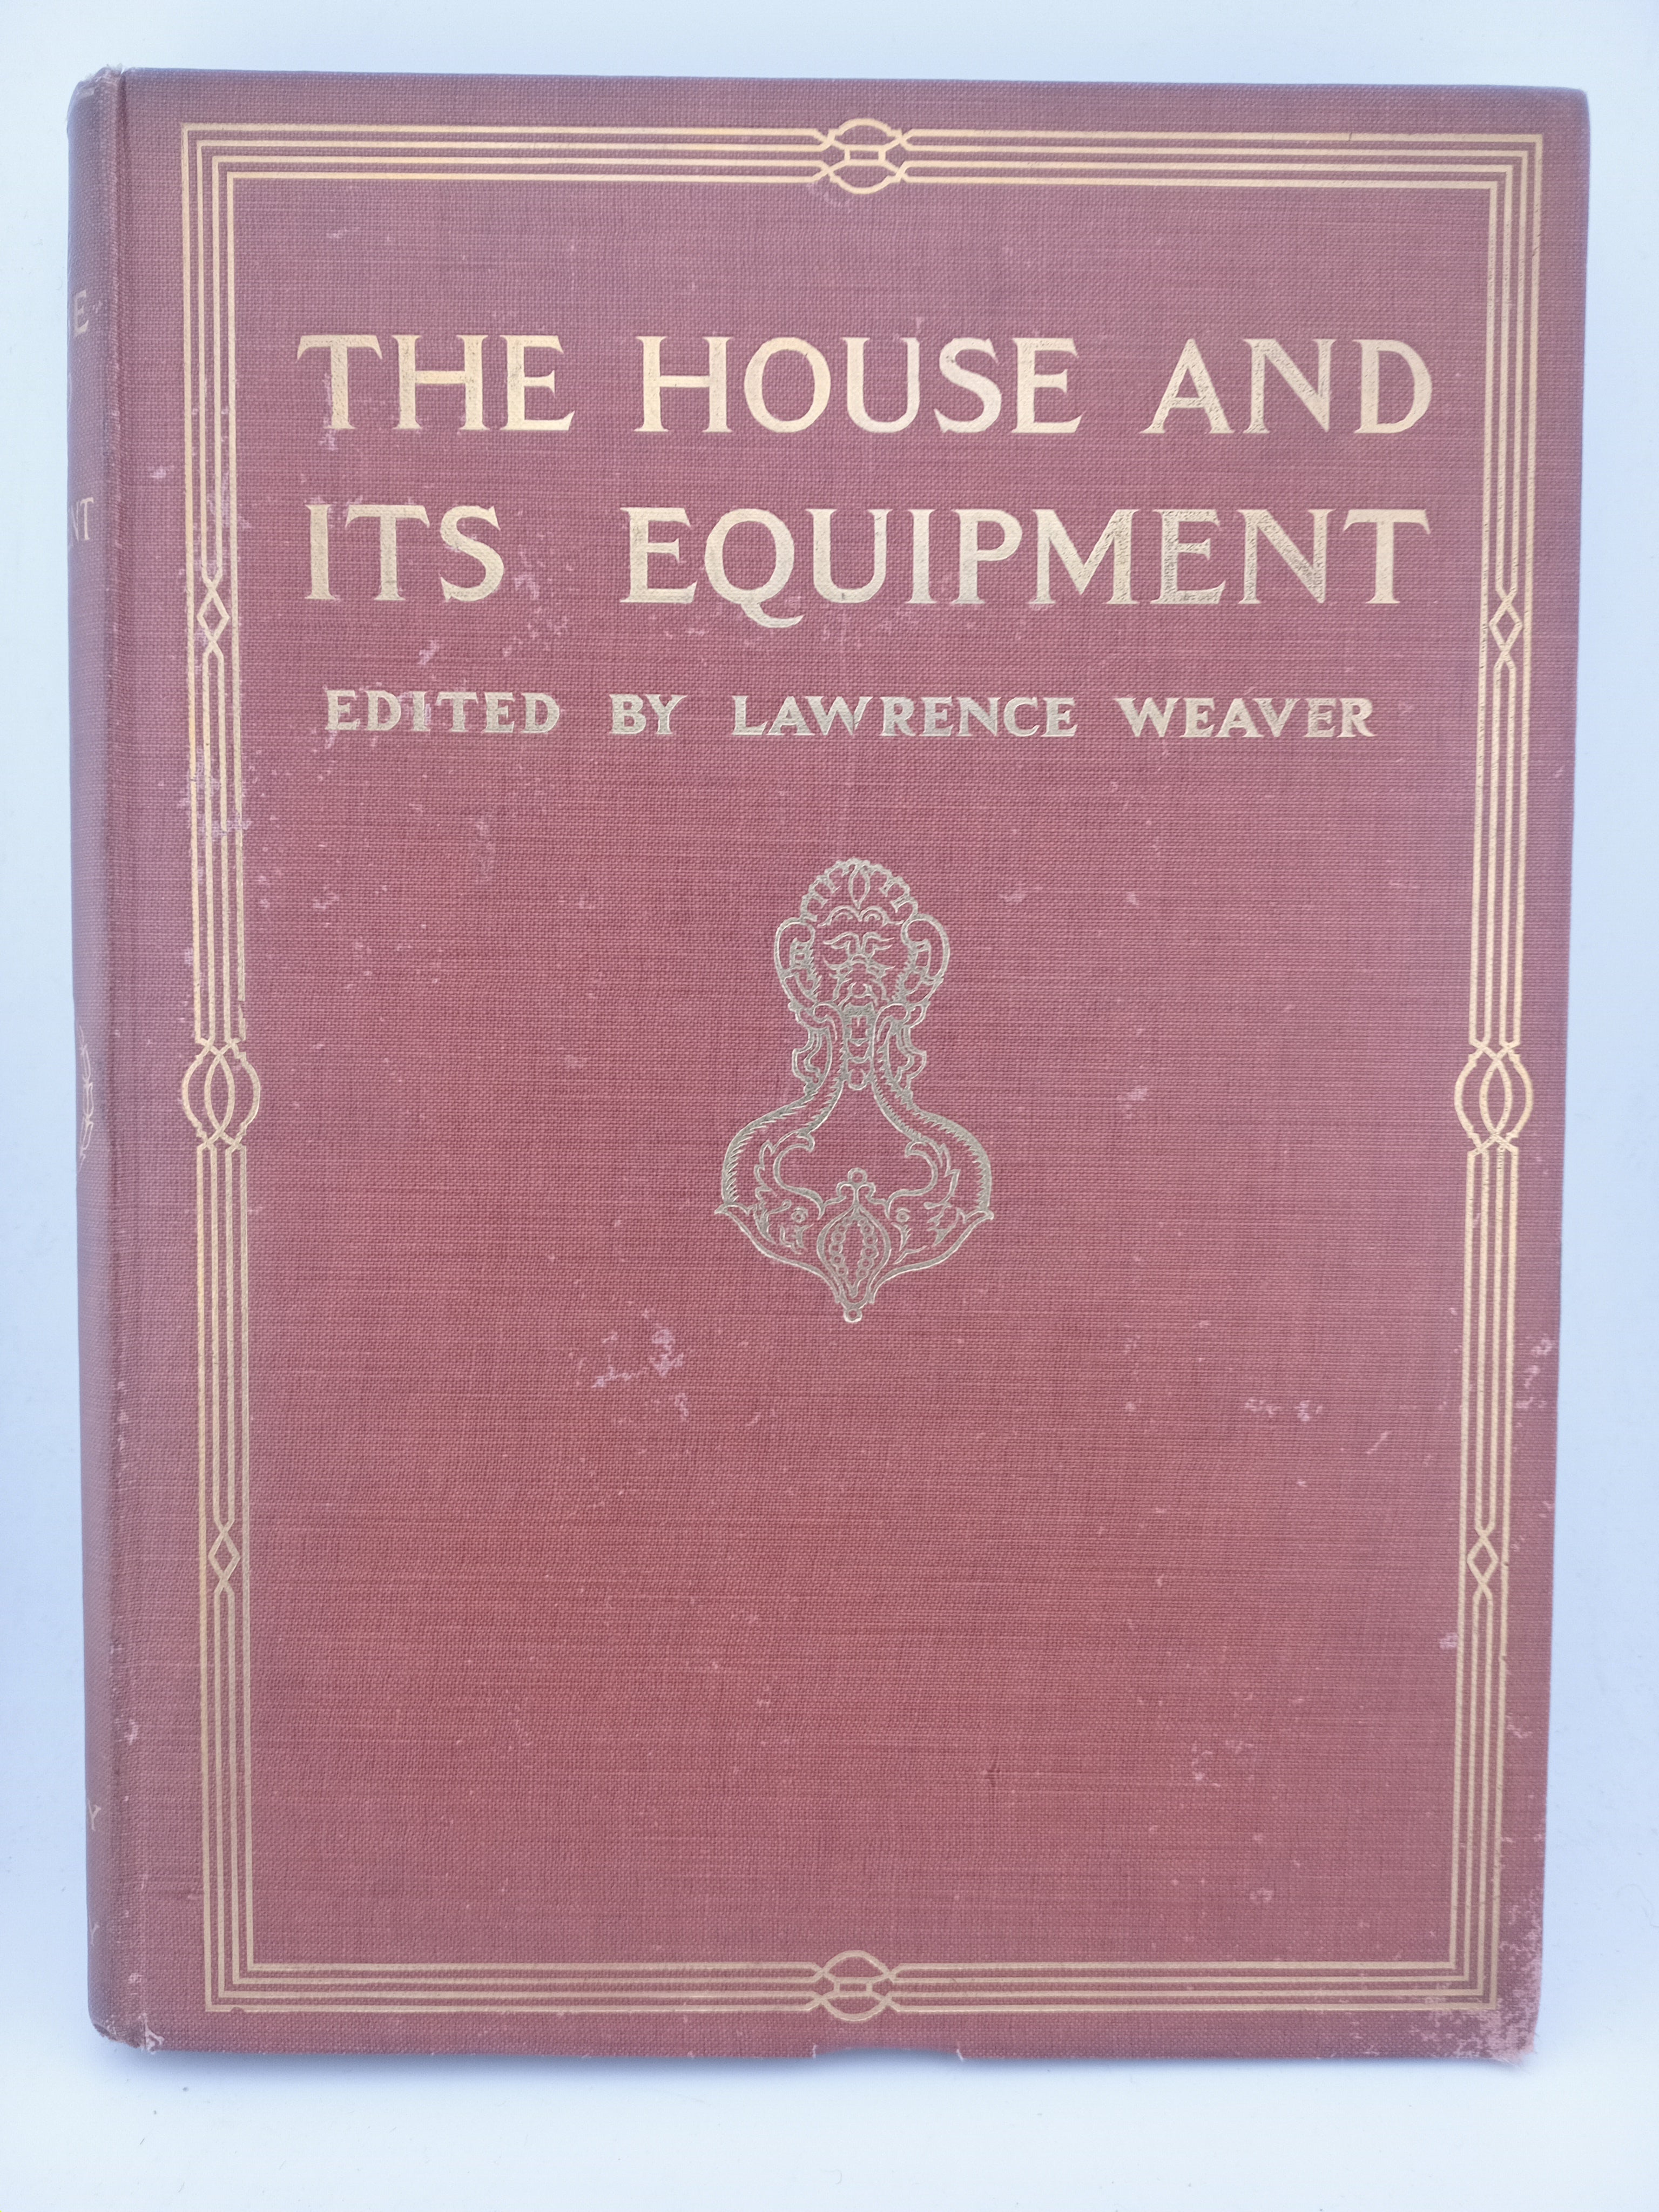 THE HOUSE AND
ITS EQUIPMENT
EDITED BY LAWRENCE WEAVER